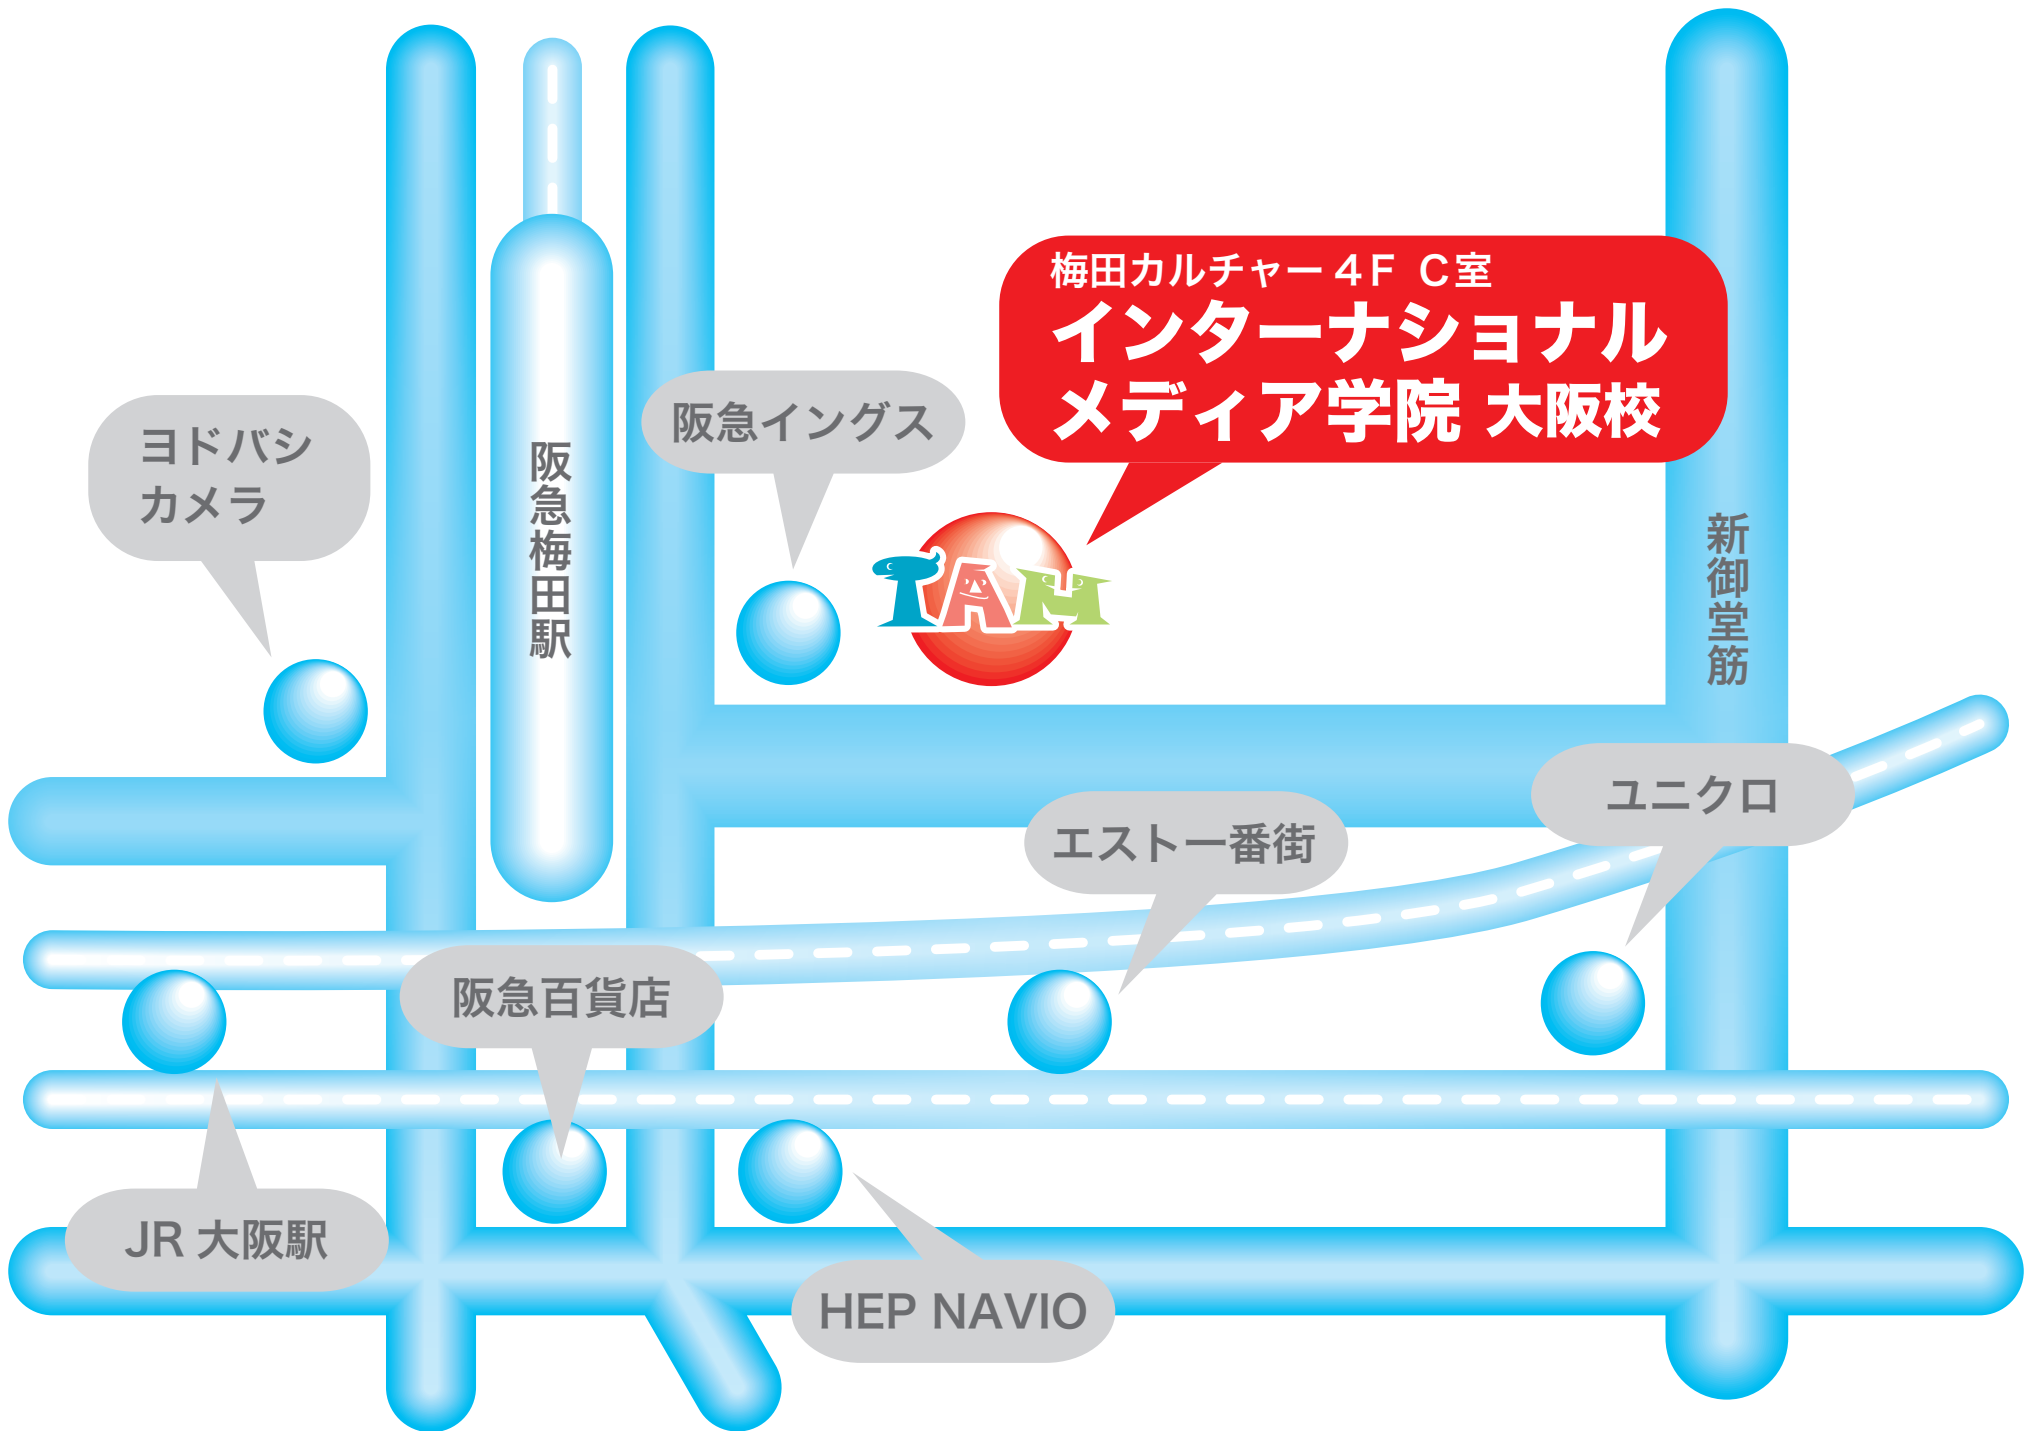 梅田カルチャー４Ｆ Ｃ室
インターナショナル
メディア学院 大阪校
阪急イングス
ヨドバシ
カメラ
阪急梅田駅
TAM
新御堂筋
ユニクロ
エスト一番街
阪急百貨店
JR 大阪駅
HEP NAVIO